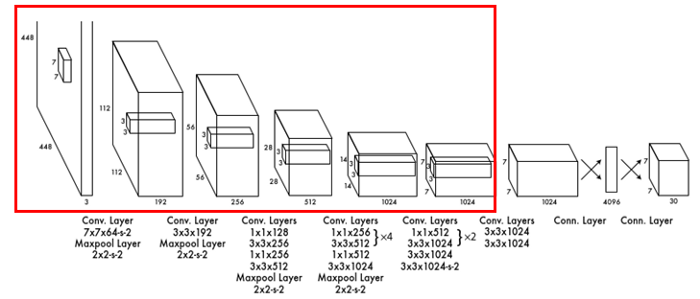 448
7
7
448
3
112
3
3
112
192
56
3
3
56
256
28
3
3
28
512
14
3
3
14
1024
7
3
3
7
1024
7
7
1024
4096
7
7
30
Conv. Layer
7x7x64-s-2
Maxpool Layer
2x2-s-2
Conv. Layer
3x3x192
Maxpool Layer
2x2-s-2
Conv. Layers
1x1x128
3x3x256
1x1x256
3x3x512
Maxpool Layer
2x2-s-2
Conv. Layers
1x1x256
3x3x512 }×4
1x1x512
3x3x1024
Maxpool Layer
2x2-s-2
Conv. Layers
1x1x512
3x3x1024 }×2
3x3x1024
3x3x1024-s-2
Conv. Layers
3x3x1024
3x3x1024
Conn. Layer
Conn. Layer